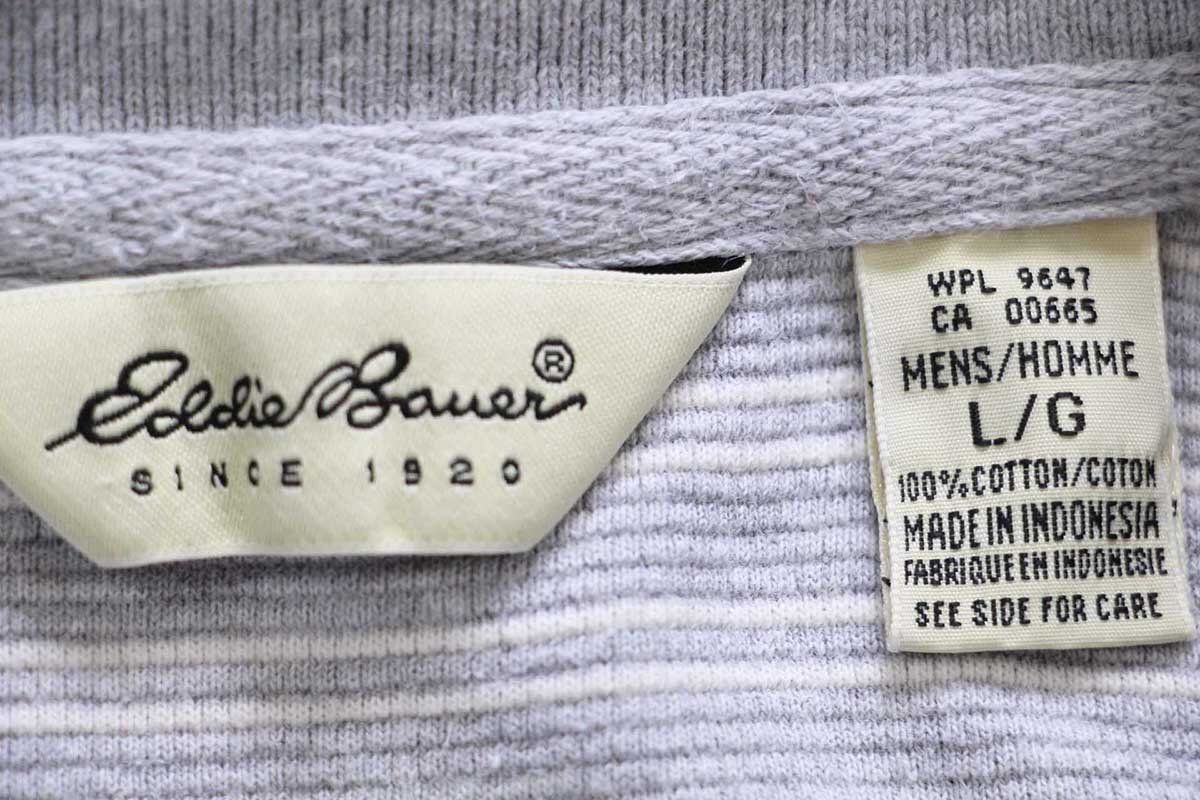 Eddie Bauer®
SINCE 1920
WPL 9647
CA 00665
MENS/HOMME
L/G
100% COTTON/COTON
MADE IN INDONESIA
FABRIQUE EN INDONESIE
SEE SIDE FOR CARE